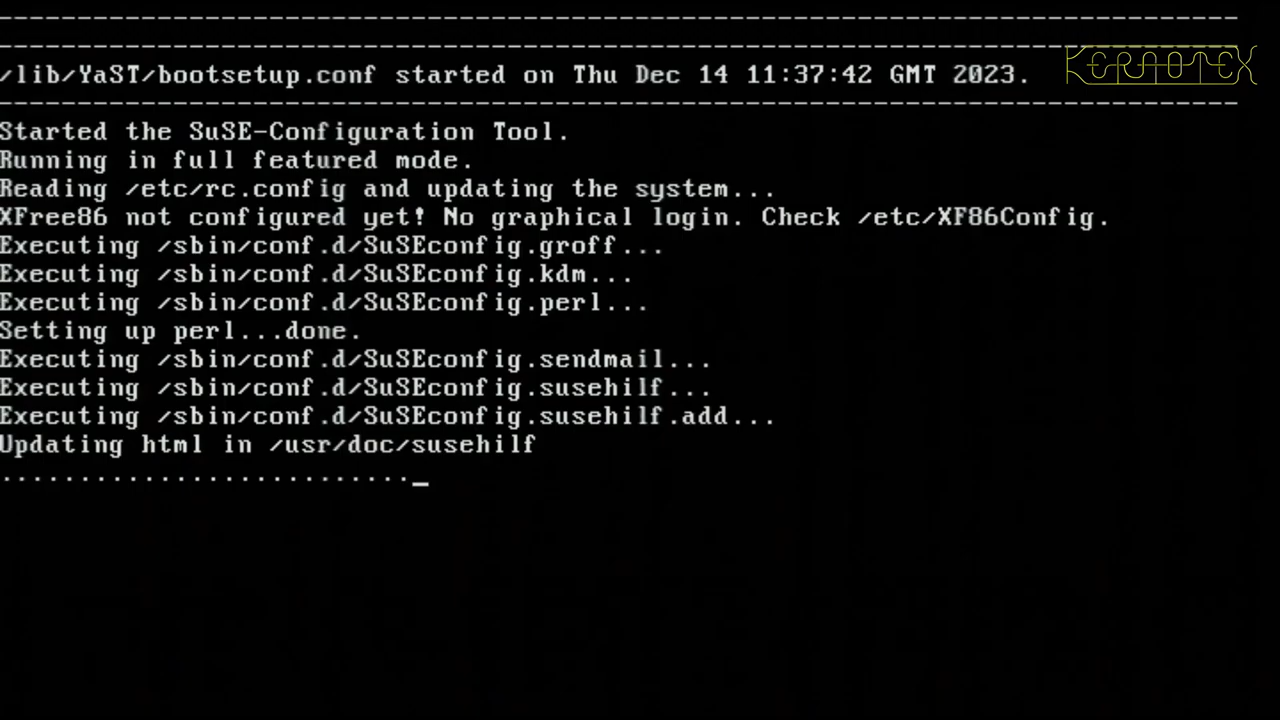 ------------------------------------------------------------------------------
------------------------------------------------------------------------------
KERNOTEX
/lib/YaST/bootsetup.conf started on Thu Dec 14 11:37:42 GMT 2023.
------------------------------------------------------------------------------
Started the SuSE-Configuration Tool.
Running in full featured mode.
Reading /etc/rc.config and updating the system...
XFree86 not configured yet! No graphical login. Check /etc/XF86Config.
Executing /sbin/conf.d/SuSEconfig.groff...
Executing /sbin/conf.d/SuSEconfig.kdm...
Executing /sbin/conf.d/SuSEconfig.perl...
Setting up perl...done.
Executing /sbin/conf.d/SuSEconfig.sendmail...
Executing /sbin/conf.d/SuSEconfig.susehilf...
Executing /sbin/conf.d/SuSEconfig.susehilf.add...
Updating html in /usr/doc/susehilf
.........................._